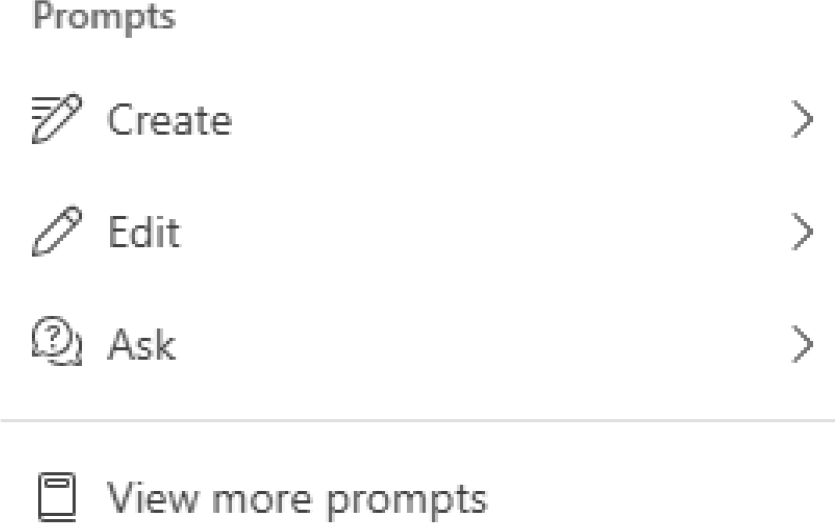 Prompts
Create
Edit
Ask
View more prompts